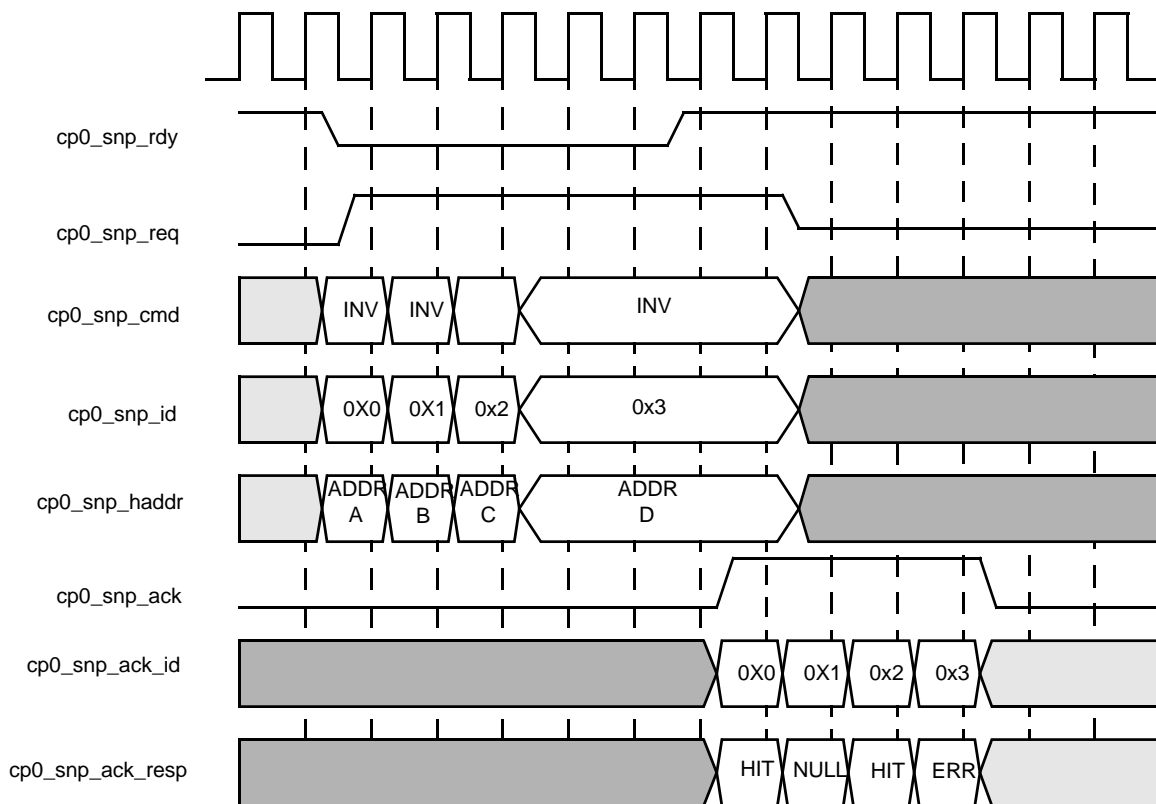 cp0_snp_rdy
cp0_snp_req
cp0_snp_cmd INV INV INV
cp0_snp_id 0X0 0X1 0x2 0x3
cp0_snp_haddr ADDR A ADDR B ADDR C ADDR D
cp0_snp_ack
cp0_snp_ack_id 0X0 0X1 0x2 0x3
cp0_snp_ack_resp HIT NULL HIT ERR